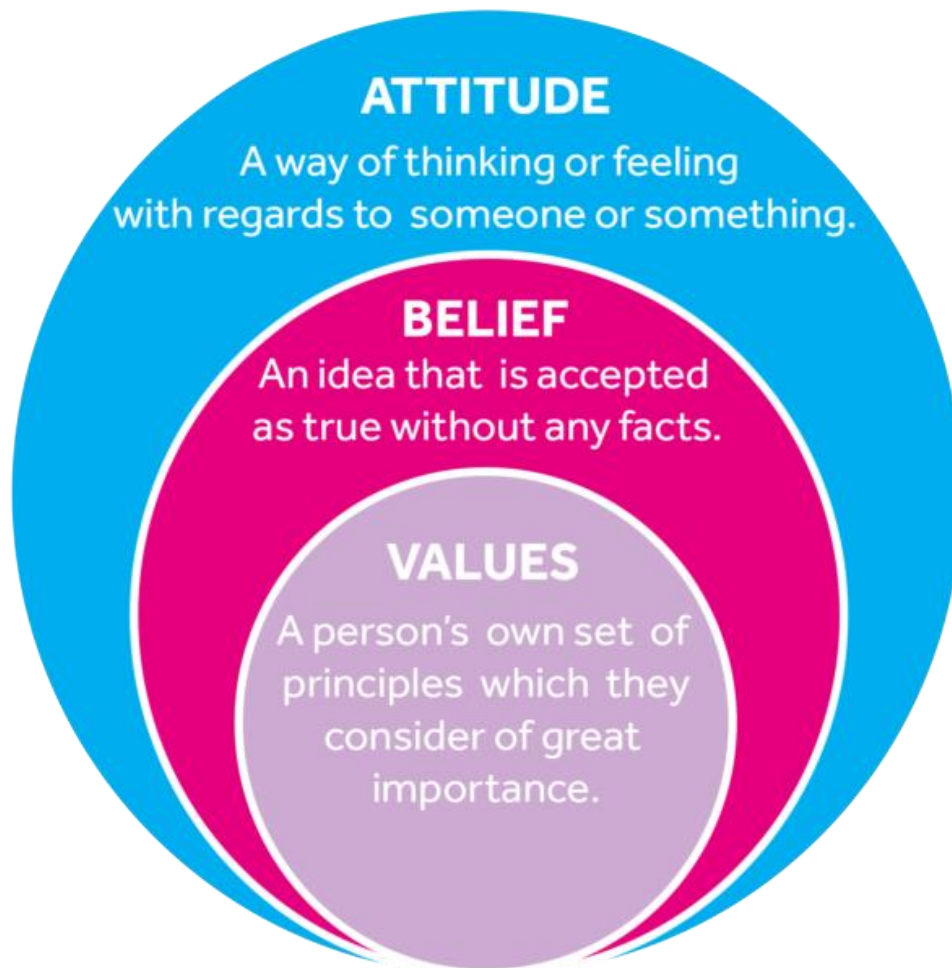 ATTITUDE
A way of thinking or feeling
with regards to someone or something.
BELIEF
An idea that is accepted
as true without any facts.
VALUES
A person's own set of
principles which they
consider of great
importance.